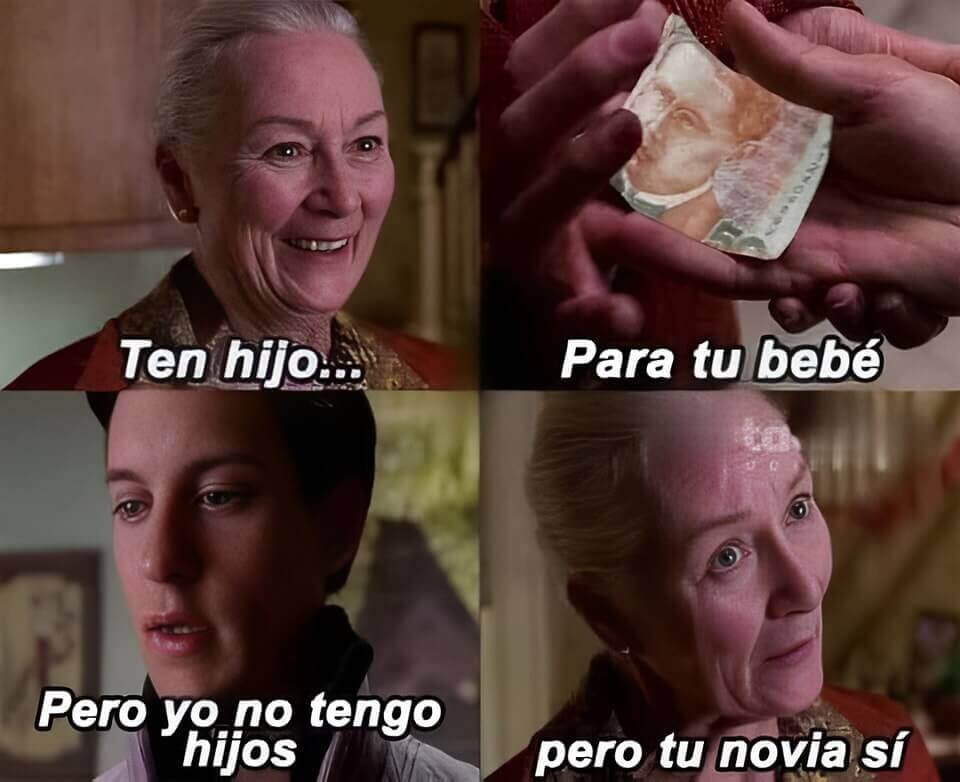 Ten hijo...
Para tu bebé
Pero yo no tengo
hijos
pero tu novia sí